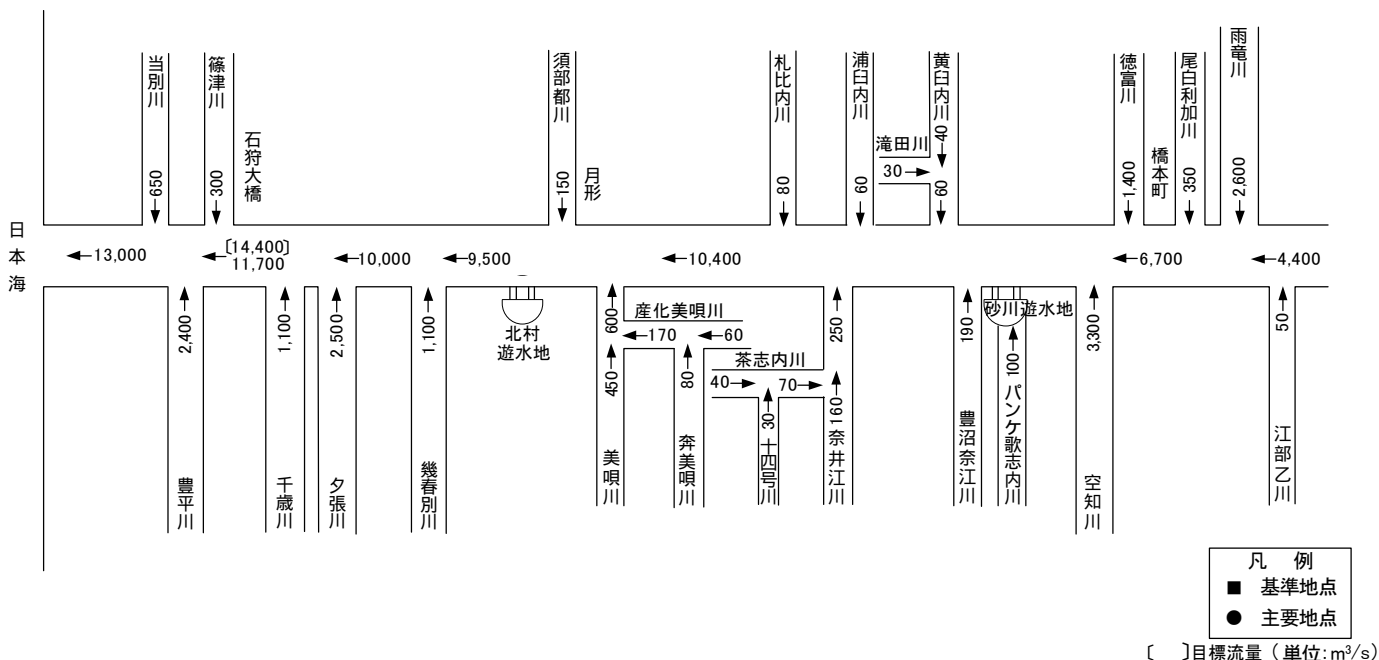 日本海
当別川
650
篠津川
300
石狩大橋
須部都川
150
月形
札比内川
80
浦臼内川
60
滝田川
30
黄臼内川
40
60
徳富川
1,400
橋本町
尾白利加川
350
雨竜川
2,600
13,000
〔14,400〕
11,700
10,000
9,500
10,400
6,700
4,400
2,400
豊平川
1,100
千歳川
2,500
夕張川
1,100
幾春別川
北村
遊水地
600
450
美唄川
産化美唄川
170
60
80
奔美唄川
茶志内川
40
70
30
十四号川
250
160
奈井江川
190
豊沼奈江川
砂川遊水地
100
パンケ歌志内川
3,300
空知川
50
江部乙川
凡 例
■ 基準地点
● 主要地点
〔 〕目標流量（単位：m³/s）